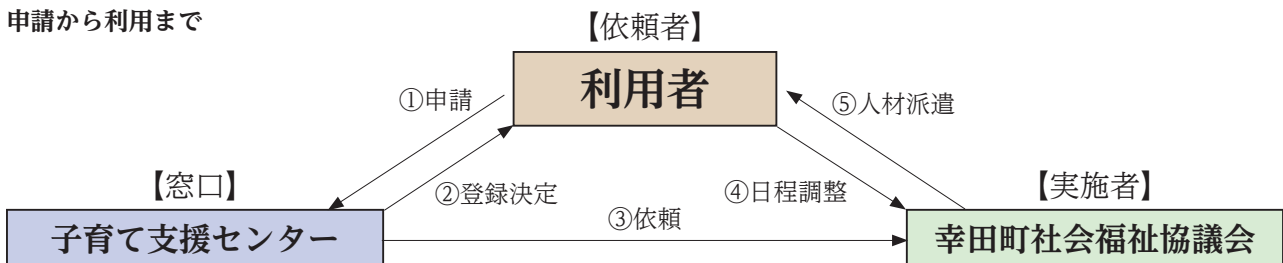 申請から利用まで
【依頼者】
利用者
①申請
⑤人材派遣
【窓口】
②登録決定
④日程調整
【実施者】
子育て支援センター
③依頼
幸田町社会福祉協議会